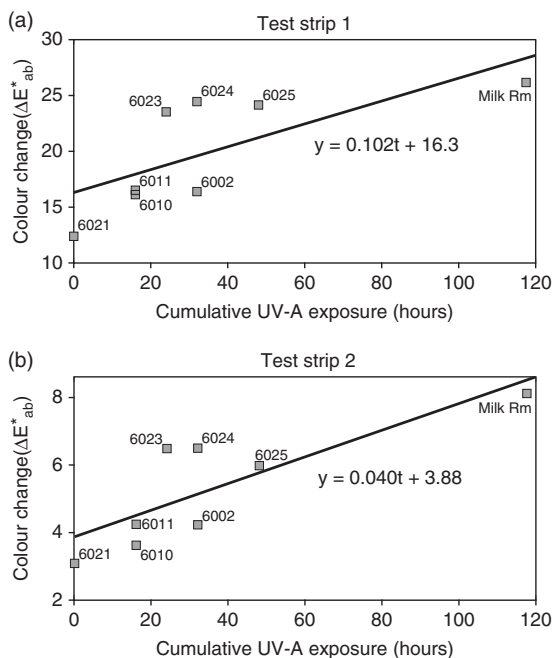 (a)
Test strip 1
Colour change(ΔE*ab)
30
25
20
15
10
6023
6024
6025
Milk Rm
y = 0.102t + 16.3
6011
6010
6002
6021
0 20 40 60 80 100 120
Cumulative UV-A exposure (hours)
(b)
Test strip 2
Colour change(ΔE*ab)
8
6
4
2
6023
6024
6025
Milk Rm
y = 0.040t + 3.88
6011
6002
6021
6010
0 20 40 60 80 100 120
Cumulative UV-A exposure (hours)